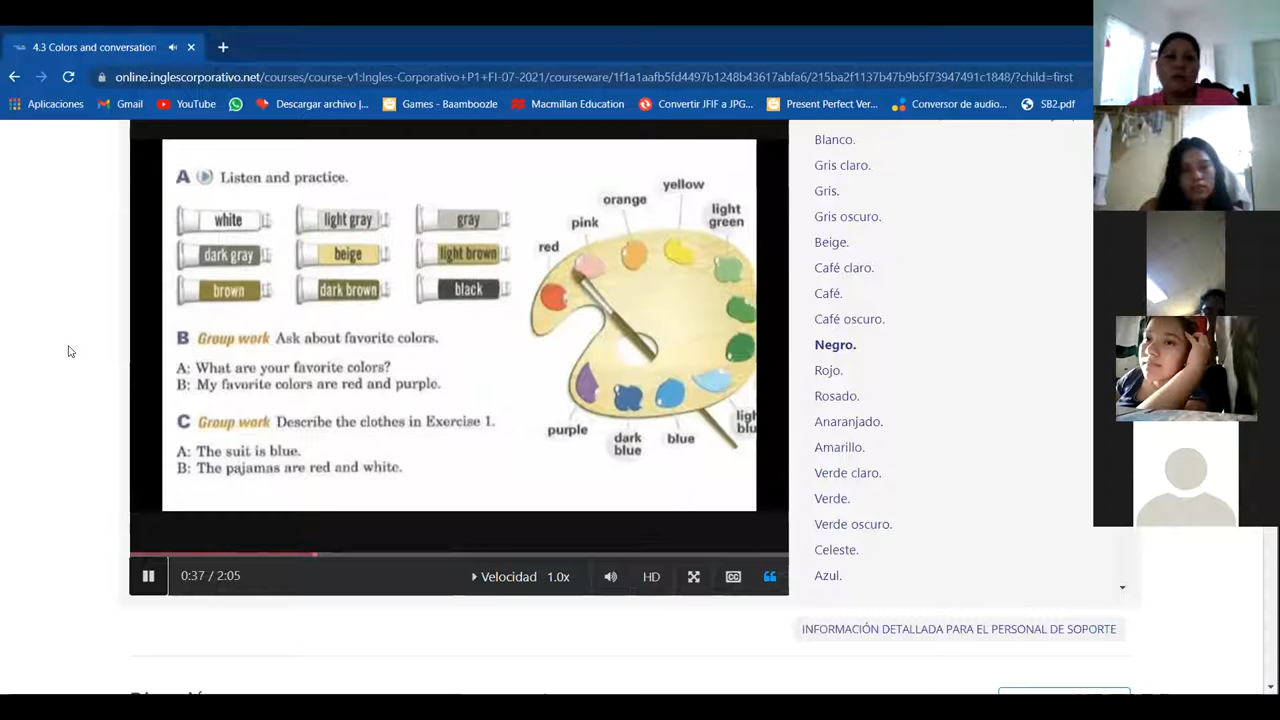 4.3 Colors and conversation
online.inglescorporativo.net/courses/course-v1:Ingles-Corporativo+P1+FI-07-2021/courseware/1f1a1aafb5fd4497b1248b43617abfa6/215ba2f1137b47b9b5f73947491c1848/?child=first
Aplicaciones Gmail YouTube Descargar archivo |... Games - Baamboozle Macmillan Education Convertir JFIF a JPG... Present Perfect Ver... Conversor de audio... SB2.pdf
A Listen and practice.
white light gray gray
dark gray beige light brown
brown dark brown black
red
pink
orange
yellow
light
green
purple
dark
blue
blue
B Group work Ask about favorite colors.
A: What are your favorite colors?
B: My favorite colors are red and purple.
C Group work Describe the clothes in Exercise 1.
A: The suit is blue.
B: The pajamas are red and white.
0:37 / 2:05 Velocidad 1.0x HD CC
Blanco.
Gris claro.
Gris.
Gris oscuro.
Beige.
Café claro.
Café.
Café oscuro.
Negro.
Rojo.
Rosado.
Anaranjado.
Amarillo.
Verde claro.
Verde.
Verde oscuro.
Celeste.
Azul.
INFORMACIÓN DETALLADA PARA EL PERSONAL DE SOPORTE